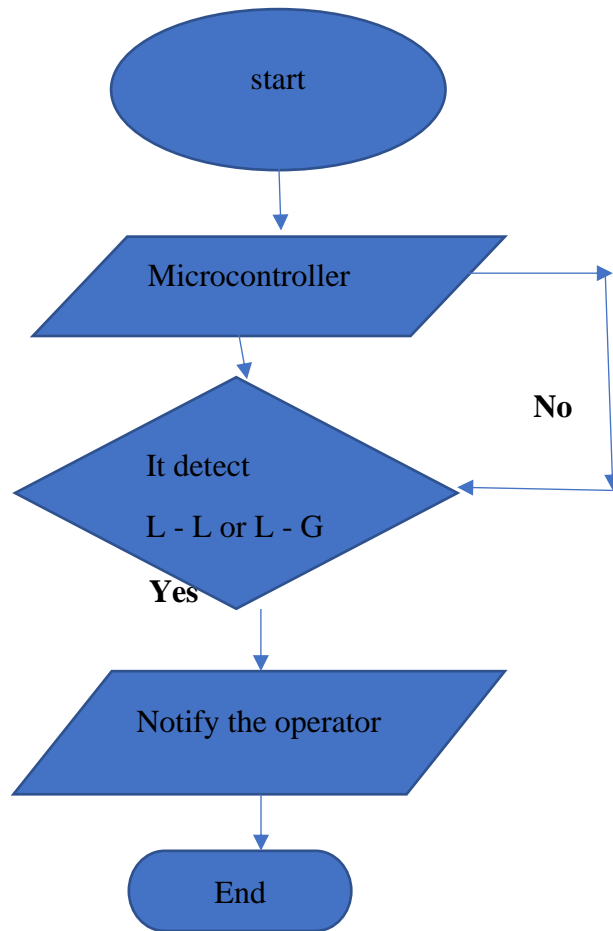 start
Microcontroller
No
It detect
L - L or L - G
Yes
Notify the operator
End